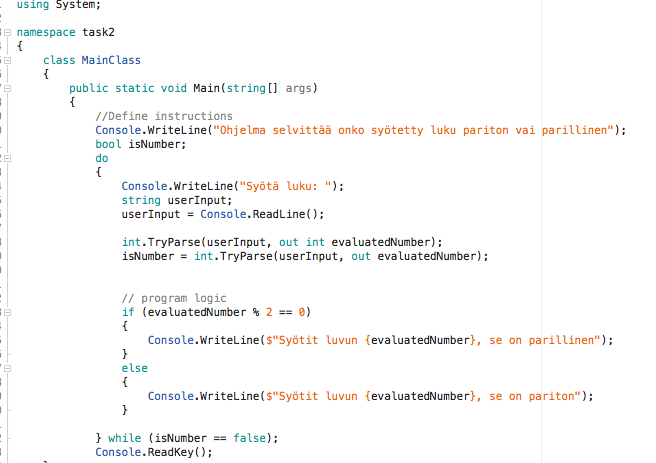 using System;
namespace task2
{
class MainClass
{
public static void Main(string[] args)
{
//Define instructions
Console.WriteLine("Ohjelma selvittää onko syötetty luku pariton vai parillinen");
bool isNumber;
do
{
Console.WriteLine("Syötä luku: ");
string userInput;
userInput = Console.ReadLine();
int.TryParse(userInput, out int evaluatedNumber);
isNumber = int.TryParse(userInput, out evaluatedNumber);
// program logic
if (evaluatedNumber % 2 == 0)
{
Console.WriteLine($"Syötit luvun {evaluatedNumber}, se on parillinen");
}
else
{
Console.WriteLine($"Syötit luvun {evaluatedNumber}, se on pariton");
}
} while (isNumber == false);
Console.ReadKey();